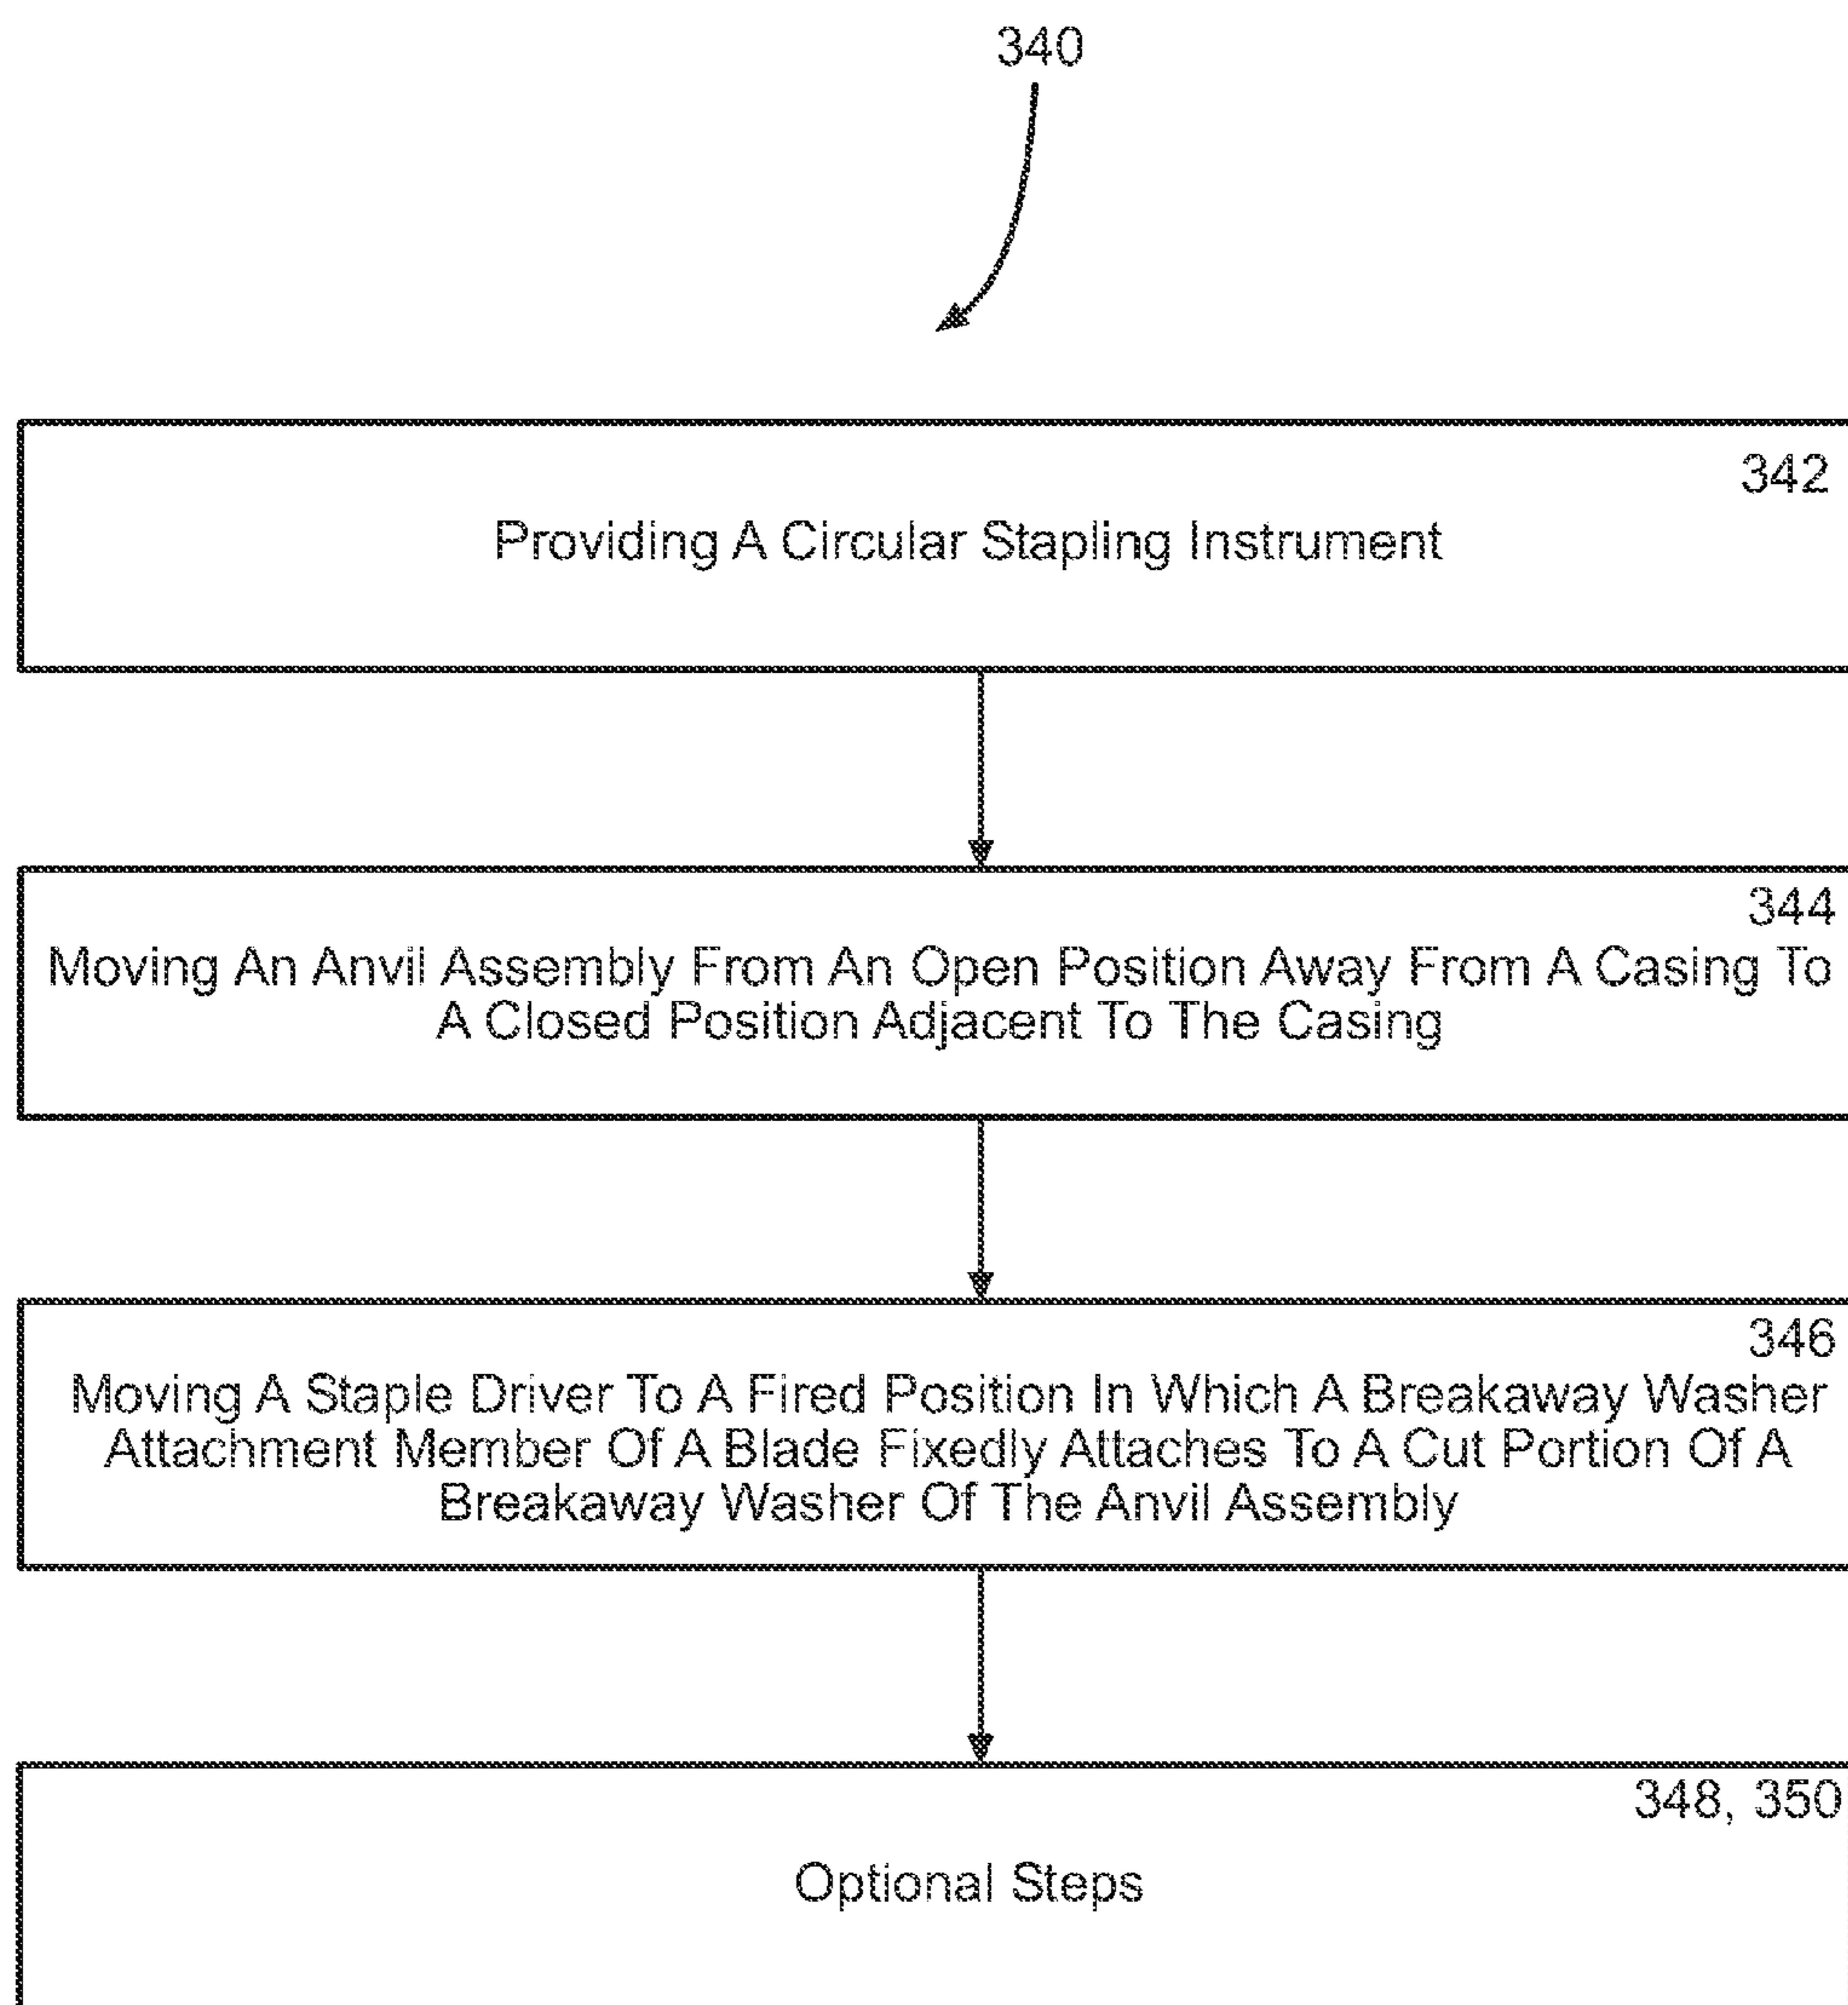 340
342
Providing A Circular Stapling Instrument
344
Moving An Anvil Assembly From An Open Position Away From A Casing To
A Closed Position Adjacent To The Casing
346
Moving A Staple Driver To A Fired Position In Which A Breakaway Washer
Attachment Member Of A Blade Fixedly Attaches To A Cut Portion Of A
Breakaway Washer Of The Anvil Assembly
348, 350
Optional Steps